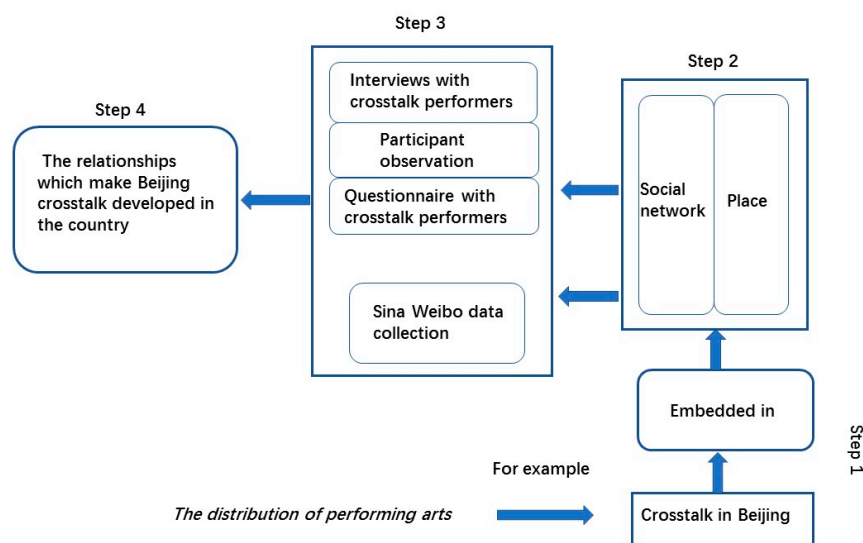 Step 3
Step 2
Step 4
Interviews with
crosstalk performers
Participant
observation
Questionnaire with
crosstalk performers
Sina Weibo data
collection
The relationships
which make Beijing
crosstalk developed in
the country
Social
network
Place
Embedded in
Step 1
For example
The distribution of performing arts
Crosstalk in Beijing